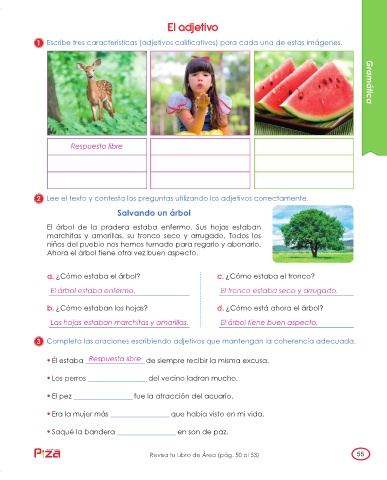 El adjetivo
1 Escribe tres características (adjetivos calificativos) para cada una de estas imágenes.
Gramática
Respuesta libre
2 Lee el texto y contesta las preguntas utilizando los adjetivos correctamente.
Salvando un árbol
El árbol de la pradera estaba enfermo. Sus hojas estaban
marchitas y amarillas, su tronco seco y arrugado. Todos los
niños del pueblo nos hemos turnado para regarlo y abonarlo.
Ahora el árbol tiene otra vez buen aspecto.
a. ¿Cómo estaba el árbol?
El árbol estaba enfermo.
b. ¿Cómo estaban las hojas?
Las hojas estaban marchitas y amarillas.
c. ¿Cómo estaba el tronco?
El tronco estaba seco y arrugado.
d. ¿Cómo está ahora el árbol?
El árbol tiene buen aspecto.
3 Completa las oraciones escribiendo adjetivos que mantengan la coherencia adecuada.
• Él estaba Respuesta libre de siempre recibir la misma excusa.
• Los perros ________________ del vecino ladran mucho.
• El pez ________________ fue la atracción del acuario.
• Era la mujer más ________________ que había visto en mi vida.
• Saqué la bandera ________________ en son de paz.
Revisa tu Libro de Área (pág. 50 al 53)
55